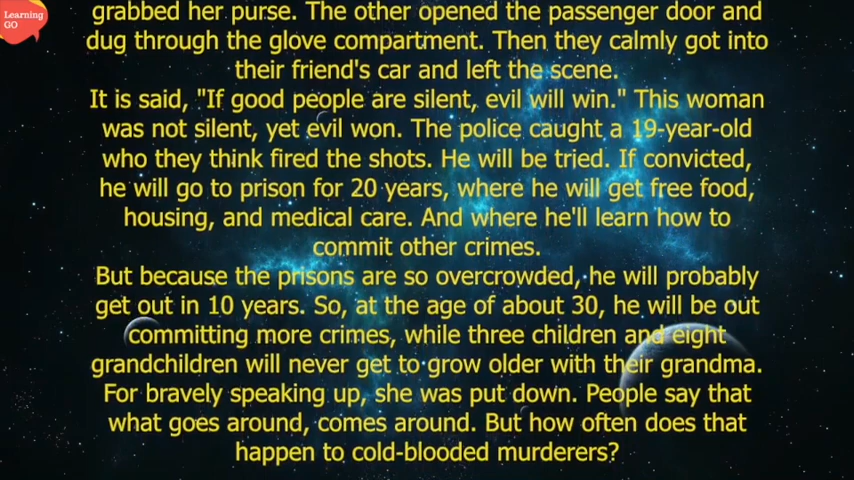 Learning
GO
grabbed her purse. The other opened the passenger door and
dug through the glove compartment. Then they calmly got into
their friend's car and left the scene.
It is said, "If good people are silent, evil will win." This woman
was not silent, yet evil won. The police caught a 19-year-old
who they think fired the shots. He will be tried. If convicted,
he will go to prison for 20 years, where he will get free food,
housing, and medical care. And where he'll learn how to
commit other crimes.
But because the prisons are so overcrowded, he will probably
get out in 10 years. So, at the age of about 30, he will be out
committing more crimes, while three children and eight
grandchildren will never get to grow older with their grandma.
For bravely speaking up, she was put down. People say that
what goes around, comes around. But how often does that
happen to cold-blooded murderers?